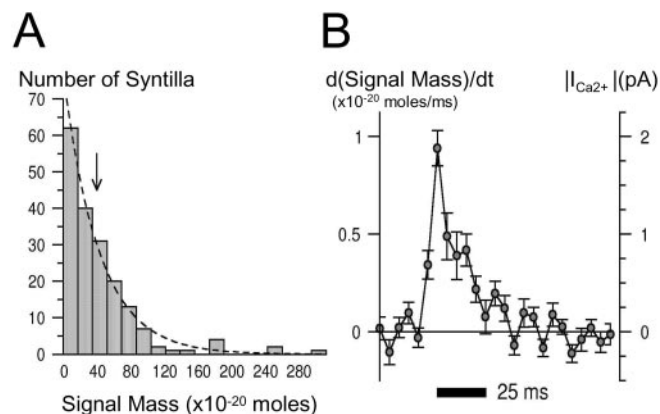 A
Number of Syntilla
70
60
50
40
30
20
10
0
0 40 80 120 160 200 240 280
Signal Mass (x10-20 moles)
B
d(Signal Mass)/dt |ICa2+ |(pA)
(x10-20 moles/ms)
1 2
0.5 1
0 0
25 ms